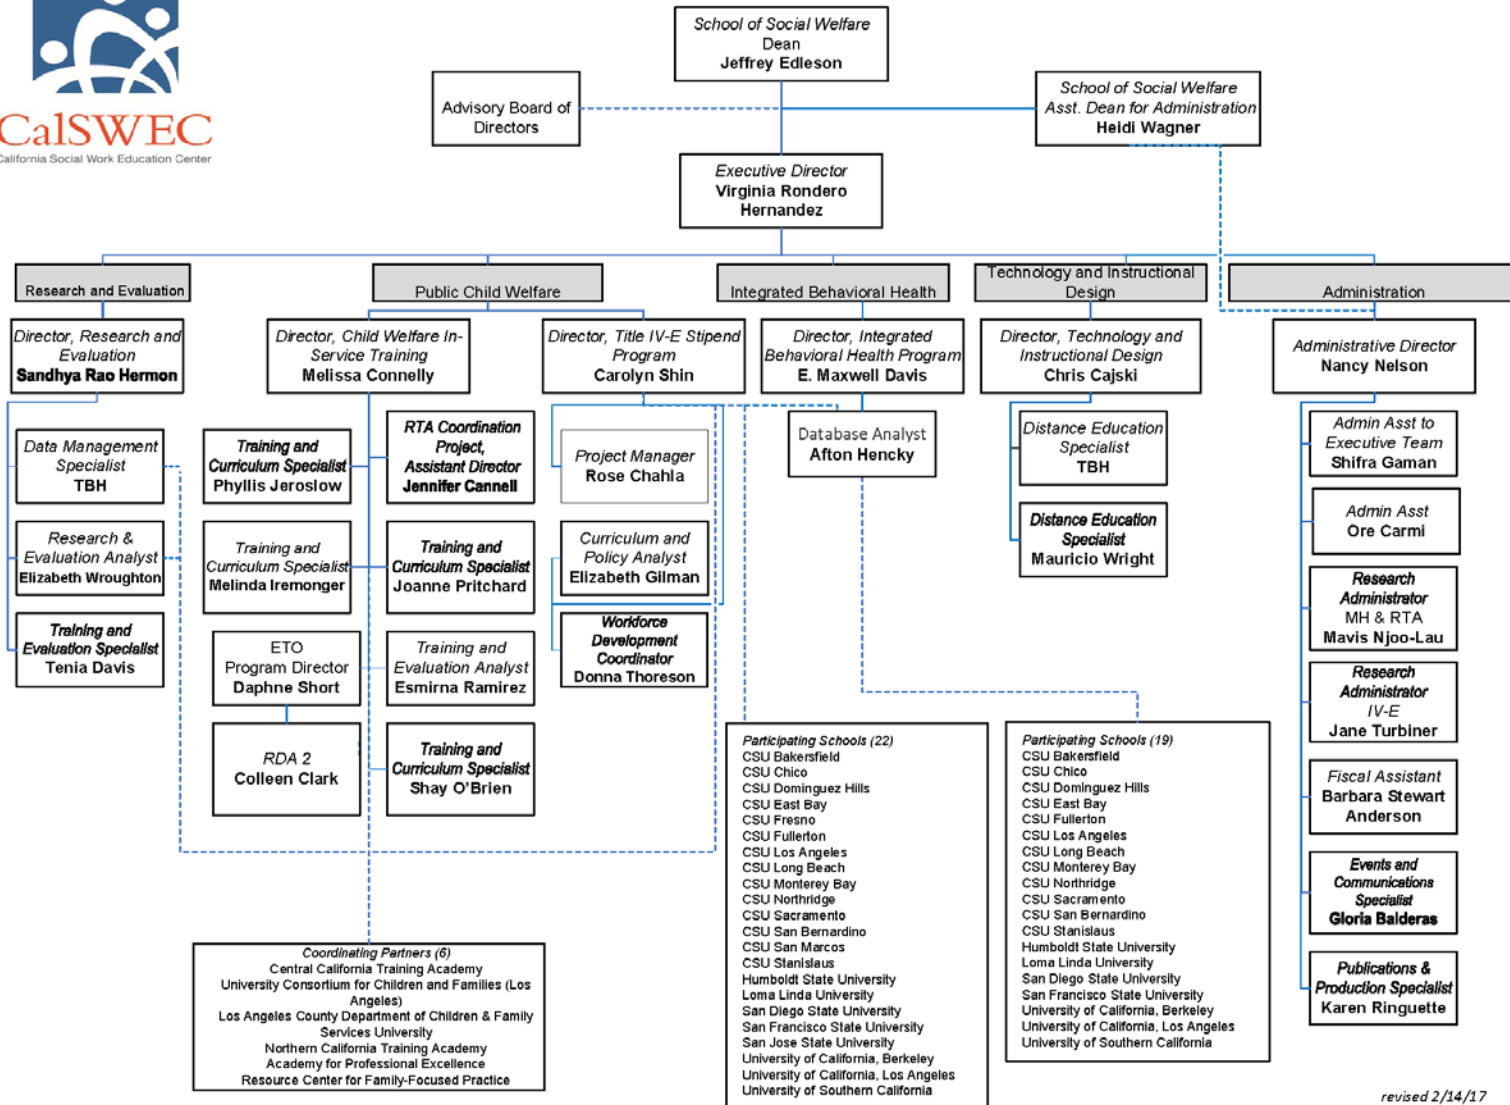 CalSWEC
California Social Work Education Center
School of Social Welfare
Dean
Jeffrey Edleson
Advisory Board of
Directors
School of Social Welfare
Asst. Dean for Administration
Heidi Wagner
Executive Director
Virginia Rondero
Hernandez
Research and Evaluation
Public Child Welfare
Integrated Behavioral Health
Technology and Instructional
Design
Administration
Director, Research and
Evaluation
Sandhya Rao Hermon
Director, Child Welfare In-
Service Training
Melissa Connelly
Director, Title IV-E Stipend
Program
Carolyn Shin
Director, Integrated
Behavioral Health Program
E. Maxwell Davis
Director, Technology and
Instructional Design
Chris Cajski
Administrative Director
Nancy Nelson
Data Management
Specialist
TBH
Research &
Evaluation Analyst
Elizabeth Wroughton
Training and
Evaluation Specialist
Tenia Davis
Training and
Curriculum Specialist
Phyllis Jeroslow
Training and
Curriculum Specialist
Melinda Iremonger
ETO
Program Director
Daphne Short
RDA 2
Colleen Clark
RTA Coordination
Project,
Assistant Director
Jennifer Cannell
Training and
Curriculum Specialist
Joanne Pritchard
Training and
Evaluation Analyst
Esmirna Ramirez
Training and
Curriculum Specialist
Shay O'Brien
Project Manager
Rose Chahla
Curriculum and
Policy Analyst
Elizabeth Gilman
Workforce
Development
Coordinator
Donna Thoreson
Database Analyst
Afton Hencky
Distance Education
Specialist
TBH
Distance Education
Specialist
Mauricio Wright
Admin Asst to
Executive Team
Shifra Gaman
Admin Asst
Ore Carmi
Research
Administrator
MH & RTA
Mavis Njoo-Lau
Research
Administrator
IV-E
Jane Turbiner
Fiscal Assistant
Barbara Stewart
Anderson
Events and
Communications
Specialist
Gloria Balderas
Publications &
Production Specialist
Karen Ringuette
Coordinating Partners (6)
Central California Training Academy
University Consortium for Children and Families (Los
Angeles)
Los Angeles County Department of Children & Family
Services University
Northern California Training Academy
Academy for Professional Excellence
Resource Center for Family-Focused Practice
Participating Schools (22)
CSU Bakersfield
CSU Chico
CSU Dominguez Hills
CSU East Bay
CSU Fresno
CSU Fullerton
CSU Los Angeles
CSU Long Beach
CSU Monterey Bay
CSU Northridge
CSU Sacramento
CSU San Bernardino
CSU San Marcos
CSU Stanislaus
Humboldt State University
Loma Linda University
San Diego State University
San Francisco State University
San Jose State University
University of California, Berkeley
University of California, Los Angeles
University of Southern California
Participating Schools (19)
CSU Bakersfield
CSU Chico
CSU Dominguez Hills
CSU East Bay
CSU Fullerton
CSU Los Angeles
CSU Long Beach
CSU Monterey Bay
CSU Northridge
CSU Sacramento
CSU San Bernardino
CSU Stanislaus
Humboldt State University
Loma Linda University
San Diego State University
San Francisco State University
University of California, Berkeley
University of California, Los Angeles
University of Southern California
revised 2/14/17